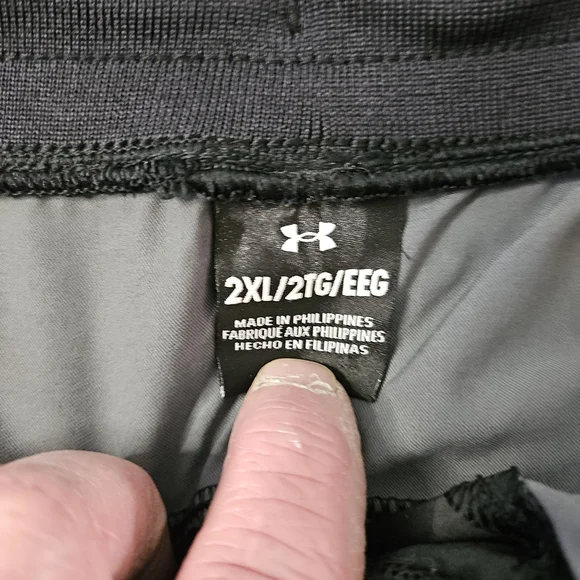 2XL/2TG/EEG
MADE IN PHILIPPINES
FABRIQUÉ AUX PHILIPPINES
HECHO EN FILIPINAS